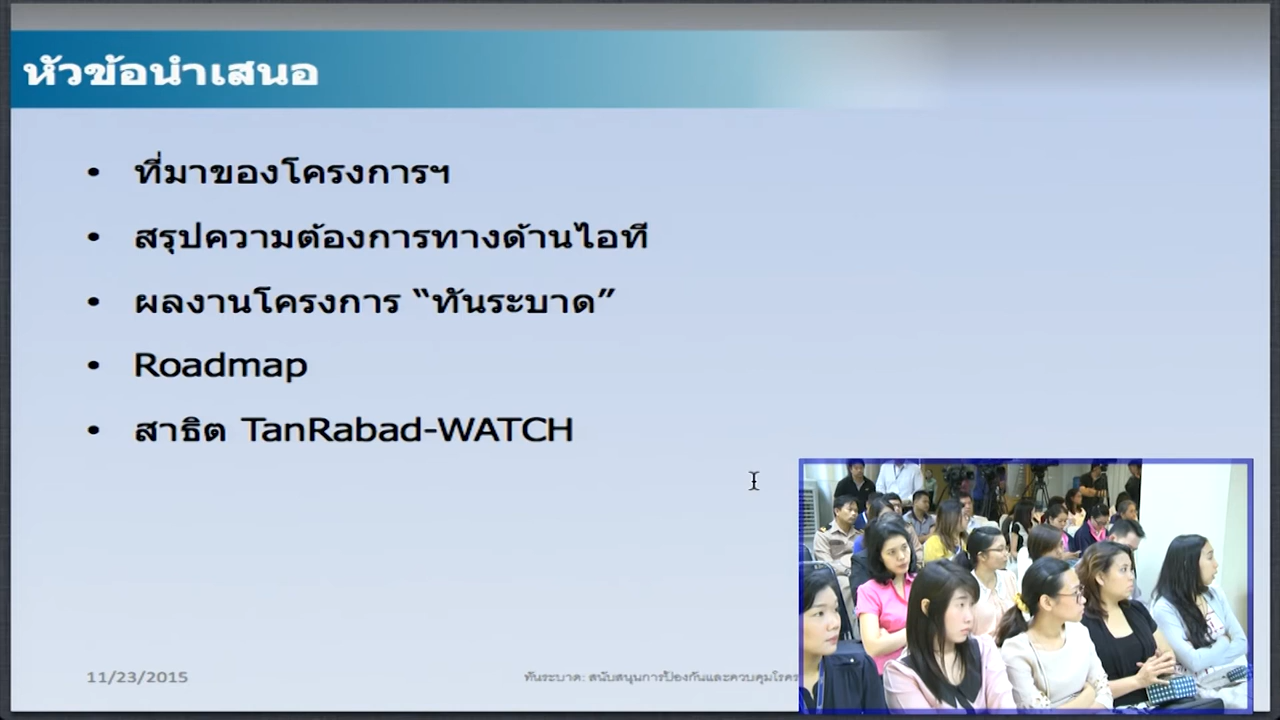 หัวข้อนำเสนอ
• ที่มาของโครงการฯ
• สรุปความต้องการทางด้านไอที
• ผลงานโครงการ “ทันระบาด”
• Roadmap
• สาธิต TanRabad-WATCH
11/23/2015
ทันระบาด: สนับสนุนการป้องกันและควบคุมโรค